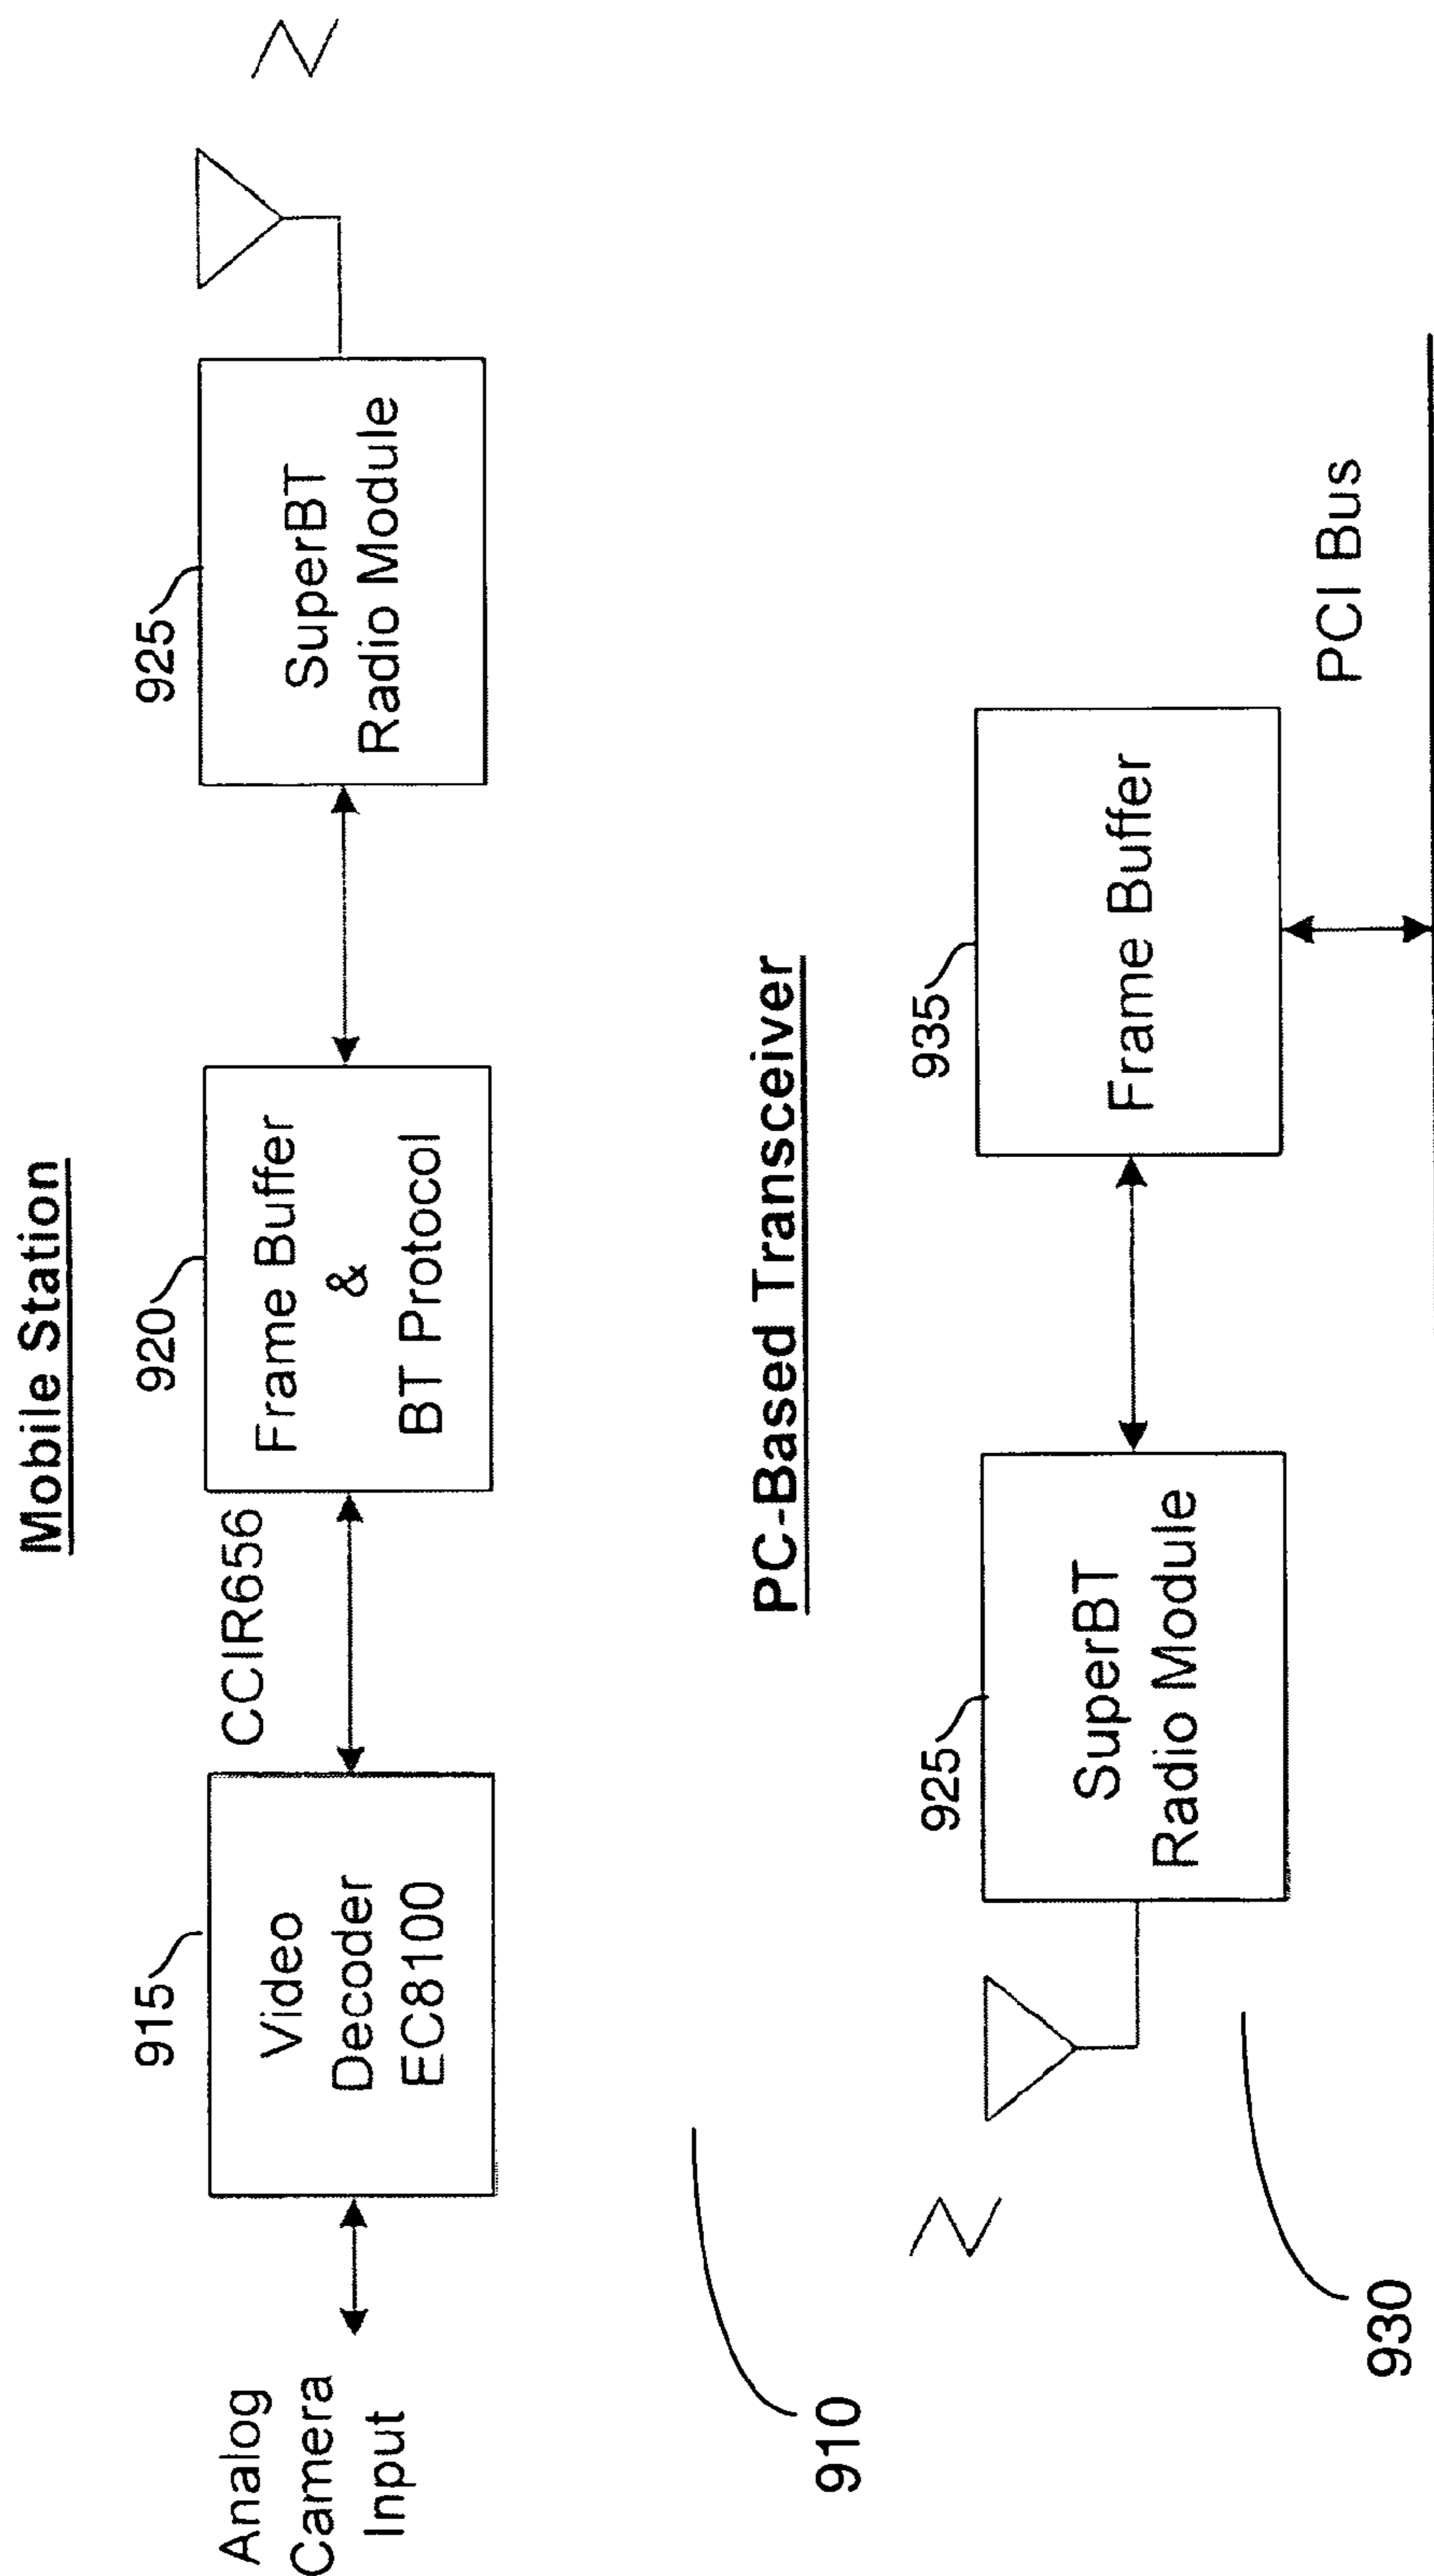 Mobile Station
Analog
Camera
Input
915
Video
Decoder
EC8100
CCIR656
920
Frame Buffer
&
BT Protocol
925
SuperBT
Radio Module
910
PC-Based Transceiver
925
SuperBT
Radio Module
935
Frame Buffer
PCI Bus
930